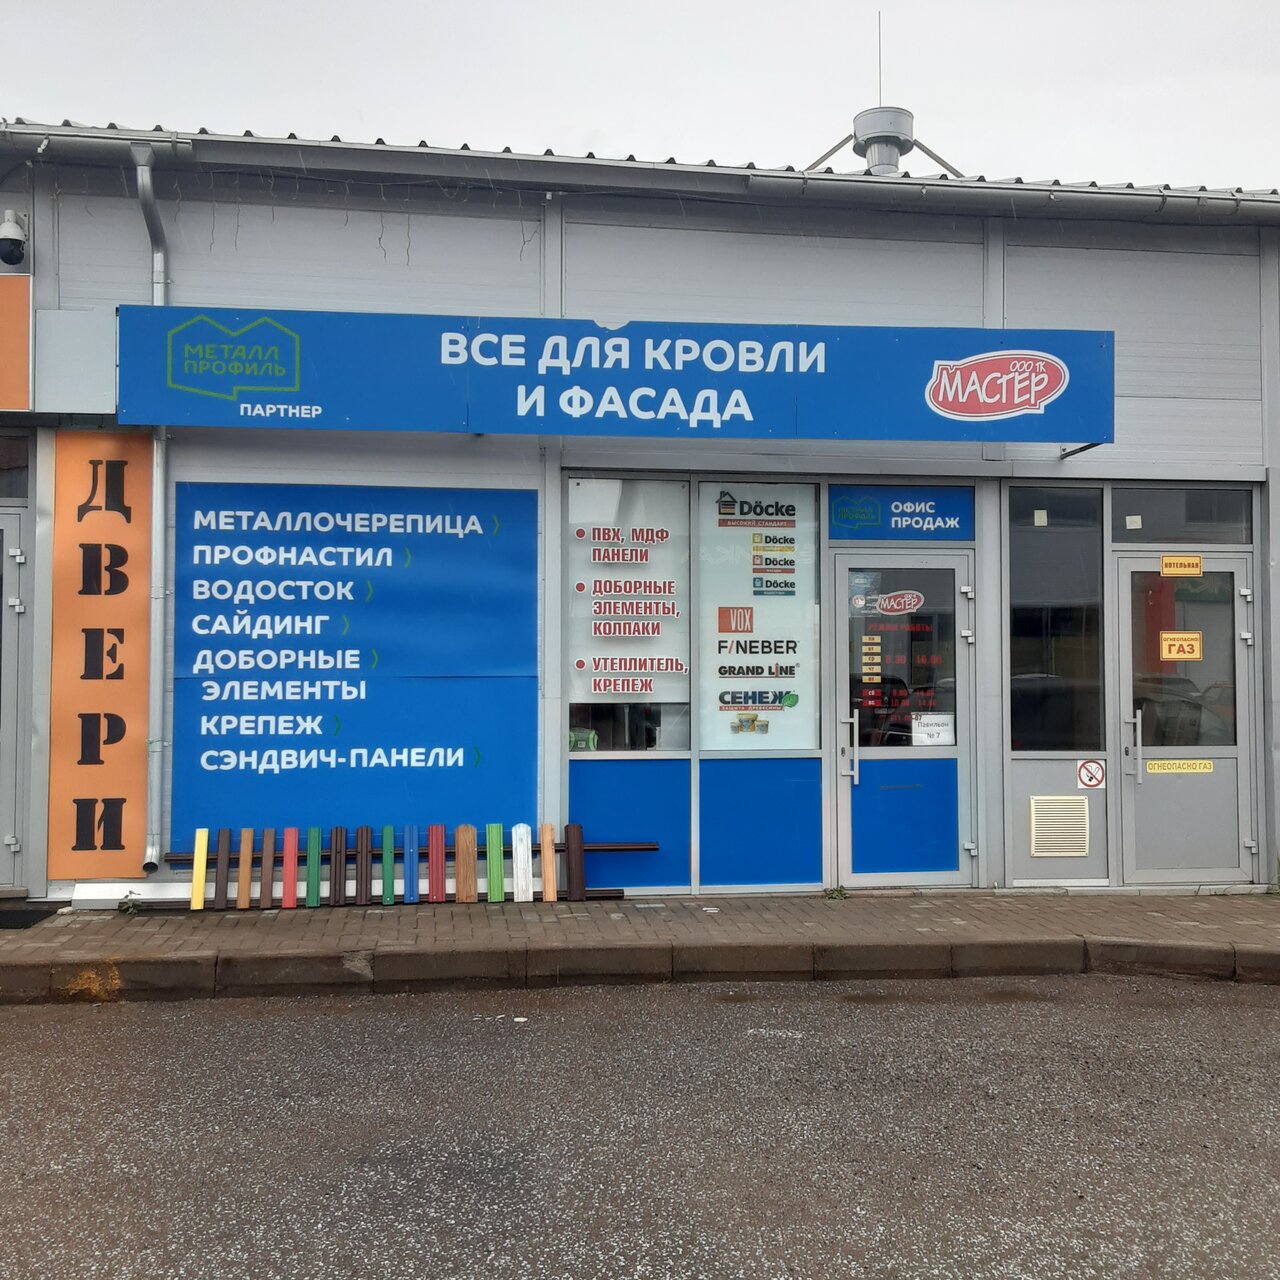 МЕТАЛЛ
ПРОФИЛЬ
ПАРТНЕР
ВСЕ ДЛЯ КРОВЛИ
И ФАСАДА
ООО ТК
МАСТЕР
ДВЕРИ
МЕТАЛЛОЧЕРЕПИЦА
ПРОФНАСТИЛ
ВОДОСТОК
САЙДИНГ
ДОБОРНЫЕ
ЭЛЕМЕНТЫ
КРЕПЕЖ
СЭНДВИЧ-ПАНЕЛИ
• ПВХ, МДФ
ПАНЕЛИ
• ДОБОРНЫЕ
ЭЛЕМЕНТЫ,
КОЛПАКИ
• УТЕПЛИТЕЛЬ,
КРЕПЕЖ
Döcke
ВЫСОКИЙ СТАНДАРТ
Döcke
Döcke
Döcke
VOX
FINEBER
GRAND LINE
СЕНЕЖ
ЗАЩИТА ДРЕВЕСИНЫ
МЕТАЛЛ
ПРОФИЛЬ
ОФИС
ПРОДАЖ
МАСТЕР
РЕЖИМ РАБОТЫ:
Павильон
№ 7
КОТЕЛЬНАЯ
ОГНЕОПАСНО
ГАЗ
ОГНЕОПАСНО ГАЗ